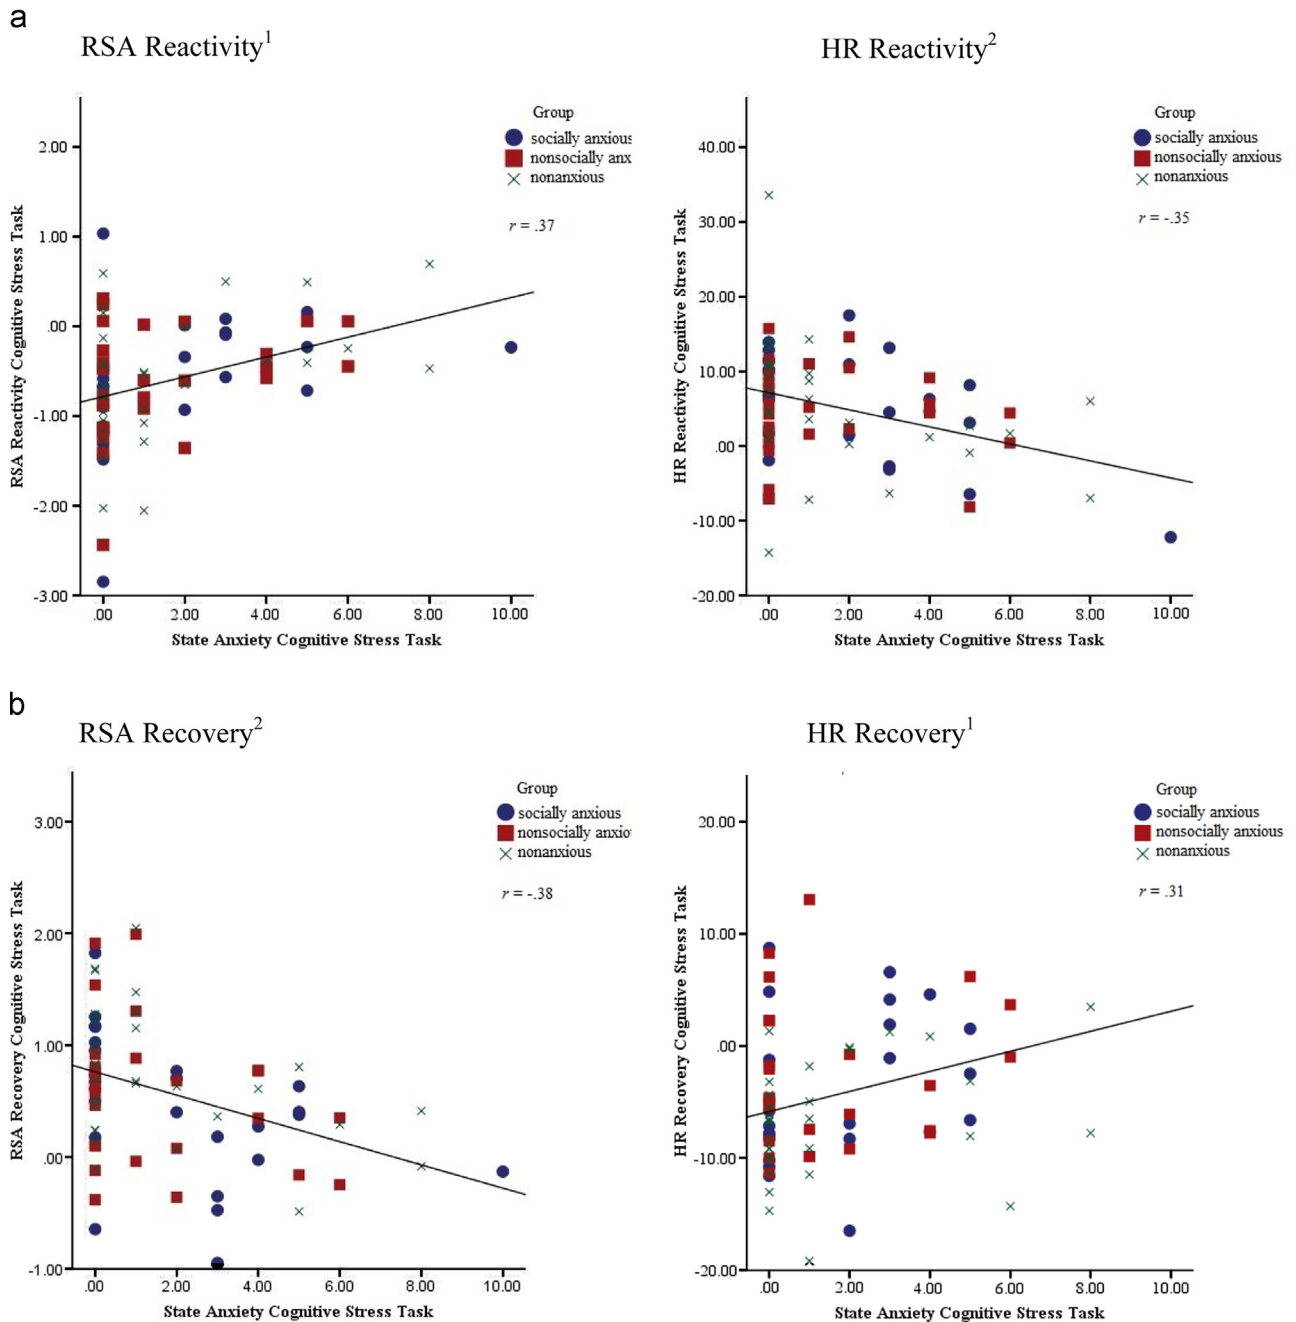 a
RSA Reactivity1
HR Reactivity2
Group
socially anxious
nonsocially anx
nonanxious
r = .37
2.00
1.00
.00
-1.00
-2.00
-3.00
RSA Reactivity Cognitive Stress Task
.00 2.00 4.00 6.00 8.00 10.00
State Anxiety Cognitive Stress Task
Group
socially anxious
nonsocially anxious
nonanxious
r = -.35
40.00
30.00
20.00
10.00
.00
-10.00
-20.00
HR Reactivity Cognitive Stress Task
.00 2.00 4.00 6.00 8.00 10.00
State Anxiety Cognitive Stress Task
b
RSA Recovery2
HR Recovery1
Group
socially anxious
nonsocially anxio
nonanxious
r = -.38
3.00
2.00
1.00
.00
-1.00
RSA Recovery Cognitive Stress Task
.00 2.00 4.00 6.00 8.00 10.00
State Anxiety Cognitive Stress Task
Group
socially anxious
nonsocially anxious
nonanxious
r = .31
20.00
10.00
.00
-10.00
-20.00
HR Recovery Cognitive Stress Task
.00 2.00 4.00 6.00 8.00 10.00
State Anxiety Cognitive Stress Task